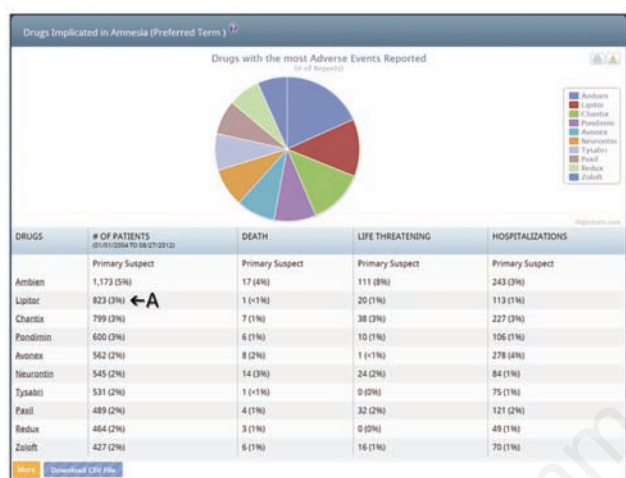 Drugs Implicated in Amnesia (Preferred Term )
Drugs with the most Adverse Events Reported
(# of Reports)
Ambien
Lipitor
Chantix
Pondimin
Avonex
Neurontin
Tysabri
Paxil
Redux
Zoloft
DRUGS # OF PATIENTS DEATH LIFE THREATENING HOSPITALIZATIONS
(01/01/2004 TO 08/27/2012)
Primary Suspect Primary Suspect Primary Suspect Primary Suspect
Ambien 1,173 (5%) 17 (4%) 111 (8%) 243 (3%)
Lipitor 823 (3%) ←A 1 (<1%) 20 (1%) 113 (1%)
Chantix 799 (3%) 7 (1%) 38 (3%) 227 (3%)
Pondimin 600 (3%) 6 (1%) 10 (1%) 106 (1%)
Avonex 562 (2%) 8 (2%) 1 (<1%) 278 (4%)
Neurontin 545 (2%) 14 (3%) 24 (2%) 84 (1%)
Tysabri 531 (2%) 1 (<1%) 0 (0%) 75 (1%)
Paxil 489 (2%) 4 (1%) 32 (2%) 121 (2%)
Redux 464 (2%) 3 (1%) 0 (0%) 49 (1%)
Zoloft 427 (2%) 6 (1%) 16 (1%) 70 (1%)
More Download CSV File